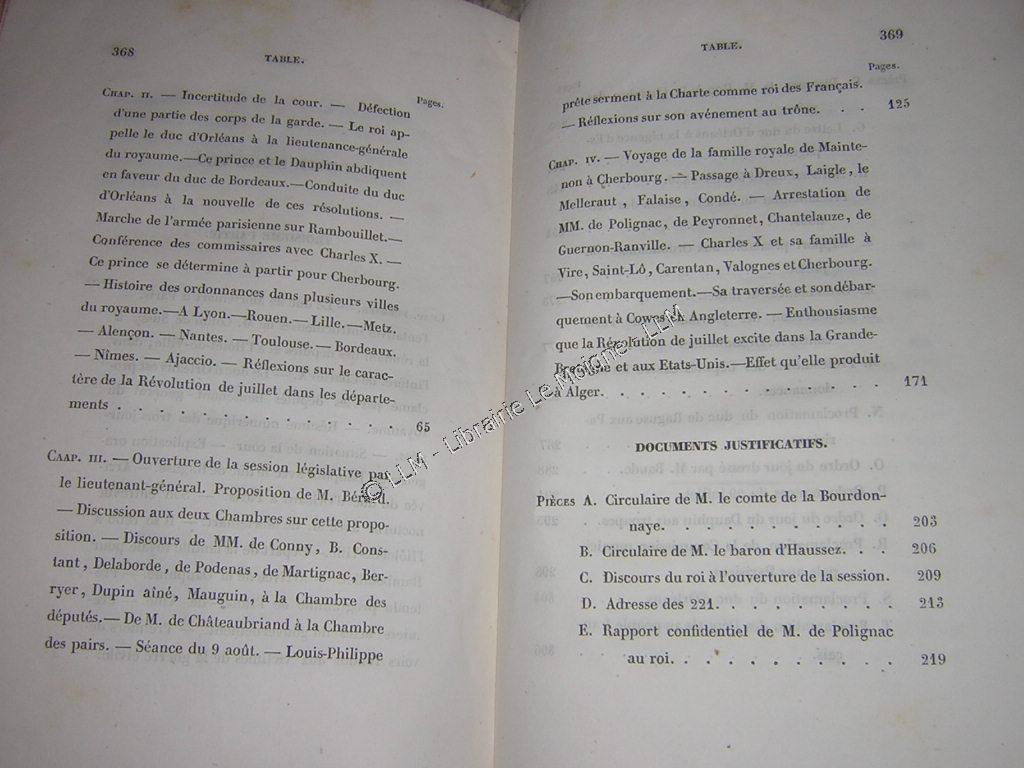 368
TABLE.
Pages.
CHAP. II. — Incertitude de la cour. — Défection
d'une partie des corps de la garde. — Le roi ap-
pelle le duc d'Orléans à la lieutenance-générale
du royaume.—Ce prince et le Dauphin abdiquent
en faveur du duc de Bordeaux.—Conduite du duc
d'Orléans à la nouvelle de ces résolutions. —
Marche de l'armée parisienne sur Rambouillet.—
Conférence des commissaires avec Charles X. —
Ce prince se détermine à partir pour Cherbourg.
— Histoire des ordonnances dans plusieurs villes
du royaume.—A Lyon.—Rouen.— Lille.—Metz.
— Alençon. — Nantes. — Toulouse. — Bordeaux.
— Nîmes. — Ajaccio. — Réflexions sur le carac-
tère de la Révolution de juillet dans les départe-
ments . . . . . . . . . . . . 65
CAAP. III. — Ouverture de la session législative par
le lieutenant-général. Proposition de M. Bérard.
— Discussion aux deux Chambres sur cette propo-
sition. — Discours de MM. de Conny, B. Cons-
tant, Delaborde, de Podenas, de Martignac, Ber-
ryer, Dupin aîné, Mauguin, à la Chambre des
députés.— De M. de Châteaubriand à la Chambre
des pairs. — Séance du 9 août. — Louis-Philippe
TABLE.
369
Pages.
prête serment à la Charte comme roi des Français.
— Réflexions sur son avénement au trône. . . 125
CHAP. IV. — Voyage de la famille royale de Mainte-
non à Cherbourg. — Passage à Dreux, Laigle, le
Melleraut, Falaise, Condé. — Arrestation de
MM. de Polignac, de Peyronnet, Chantelauze, de
Guernon-Ranville. — Charles X et sa famille à
Vire, Saint-Lô, Carentan, Valognes et Cherbourg.
—Son embarquement.—Sa traversée et son débar-
quement à Cowes en Angleterre. — Enthousiasme
que la Révolution de juillet excite dans la Grande-
Bretagne et aux Etats-Unis.—Effet qu'elle produit
à Alger. . . . . . . . . . . . 171
DOCUMENTS JUSTIFICATIFS.
PIÈCES A. Circulaire de M. le comte de la Bourdon-
naye. . . . . . . . . . 203
B. Circulaire de M. le baron d'Haussez. . . 206
C. Discours du roi à l'ouverture de la session. 209
D. Adresse des 221. . . . . . . . 213
E. Rapport confidentiel de M. de Polignac
au roi. . . . . . . . . . 219
© LLM - Librairie Le Moigne - LLM